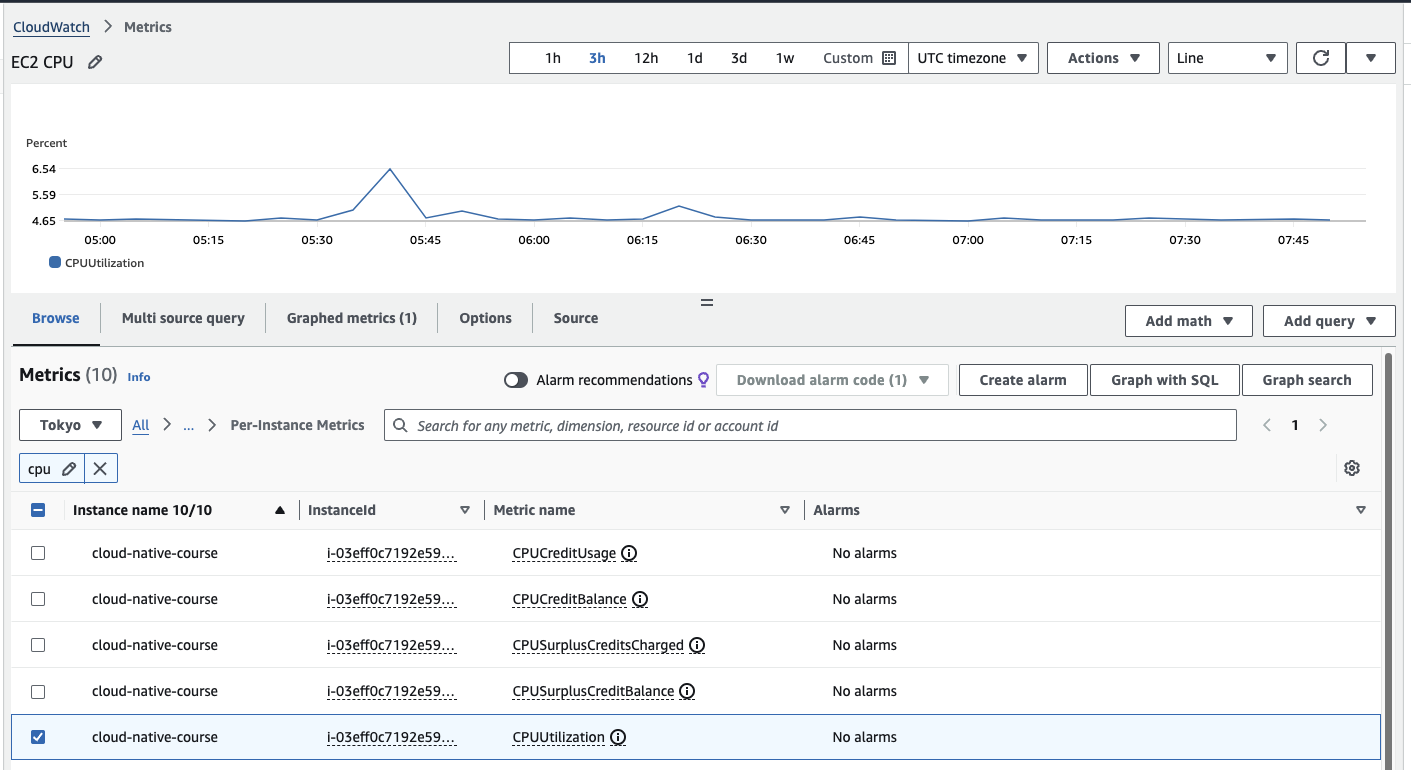 CloudWatch > Metrics
EC2 CPU
1h 3h 12h 1d 3d 1w Custom UTC timezone Actions Line
Percent
6.54
5.59
4.65
05:00 05:15 05:30 05:45 06:00 06:15 06:30 06:45 07:00 07:15 07:30 07:45
CPUUtilization
Browse Multi source query Graphed metrics (1) Options Source Add math Add query
Metrics (10) Info Alarm recommendations Download alarm code (1) Create alarm Graph with SQL Graph search
Tokyo All > ... > Per-Instance Metrics Search for any metric, dimension, resource id or account id 1
cpu
Instance name 10/10 InstanceId Metric name Alarms
cloud-native-course i-03eff0c7192e59... CPUCreditUsage No alarms
cloud-native-course i-03eff0c7192e59... CPUCreditBalance No alarms
cloud-native-course i-03eff0c7192e59... CPUSurplusCreditsCharged No alarms
cloud-native-course i-03eff0c7192e59... CPUSurplusCreditBalance No alarms
cloud-native-course i-03eff0c7192e59... CPUUtilization No alarms